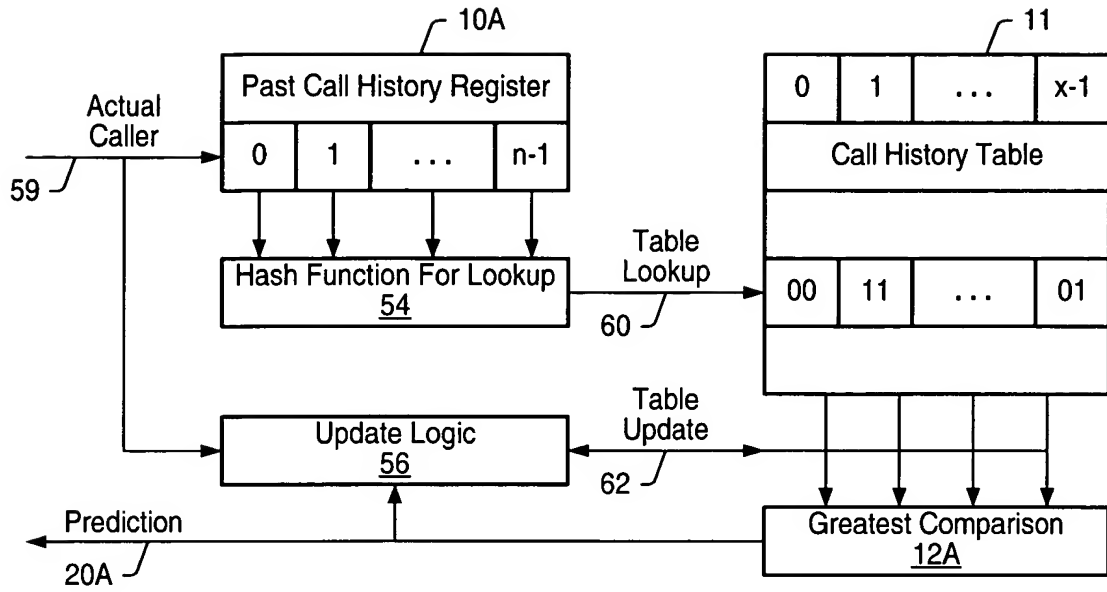 10A
11
Past Call History Register
0 1 ... n-1
Actual
Caller
59
0 1 ... x-1
Call History Table
Hash Function For Lookup
54
Table
Lookup
60
00 11 ... 01
Update Logic
56
Table
Update
62
Prediction
20A
Greatest Comparison
12A